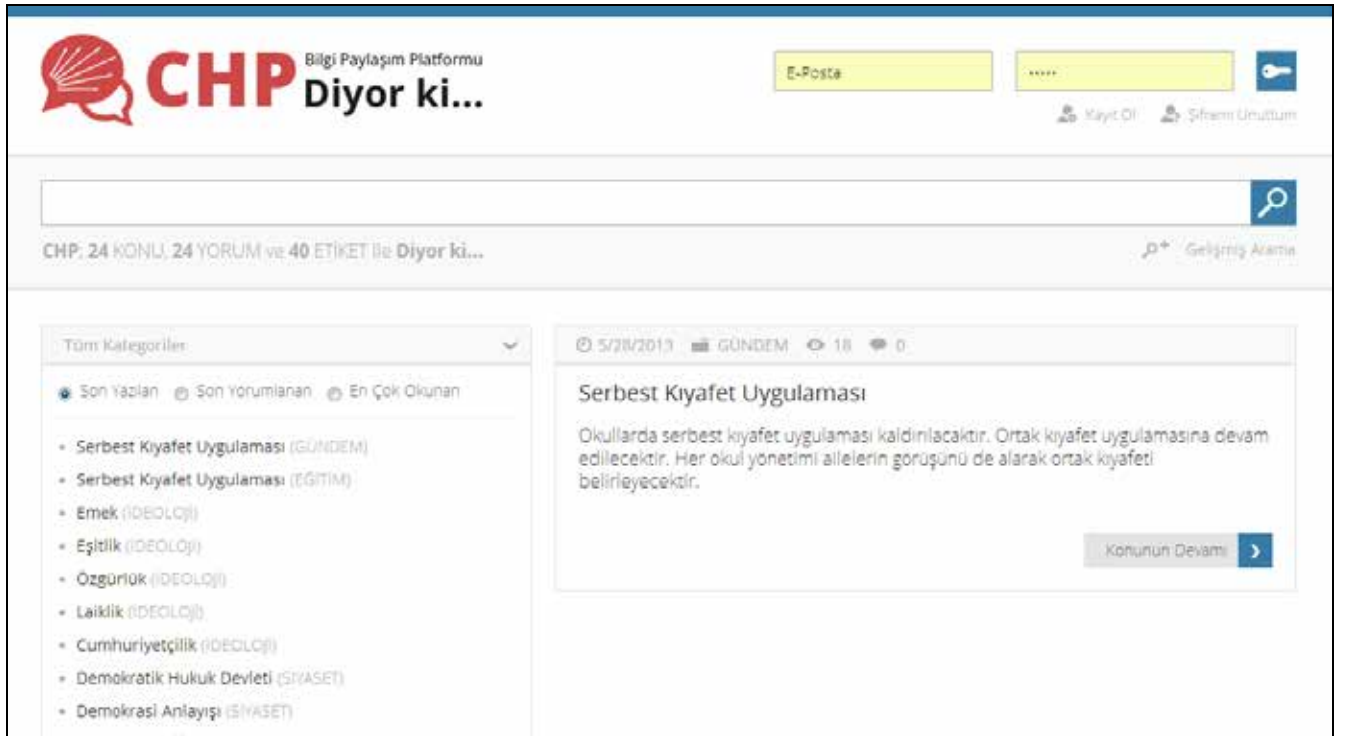 CHP Bilgi Paylaşım Platformu
Diyor ki...
E-Posta
Kayıt Ol Şifremi Unuttum
CHP: 24 KONU, 24 YORUM ve 40 ETİKET ile Diyor ki...
Gelişmiş Arama
Tüm Kategoriler
Son Yazılan Son Yorumlanan En Çok Okunan
Serbest Kıyafet Uygulaması (GÜNDEM)
Serbest Kıyafet Uygulaması (EĞİTİM)
Emek (İDEOLOJİ)
Eşitlik (İDEOLOJİ)
Özgürlük (İDEOLOJİ)
Laiklik (İDEOLOJİ)
Cumhuriyetçilik (İDEOLOJİ)
Demokratik Hukuk Devleti (SİYASET)
Demokrasi Anlayışı (SİYASET)
5/28/2013 GÜNDEM 18 0
Serbest Kıyafet Uygulaması
Okullarda serbest kıyafet uygulaması kaldırılacaktır. Ortak kıyafet uygulamasına devam
edilecektir. Her okul yönetimi ailelerin görüşünü de alarak ortak kıyafeti
belirleyecektir.
Konunun Devamı